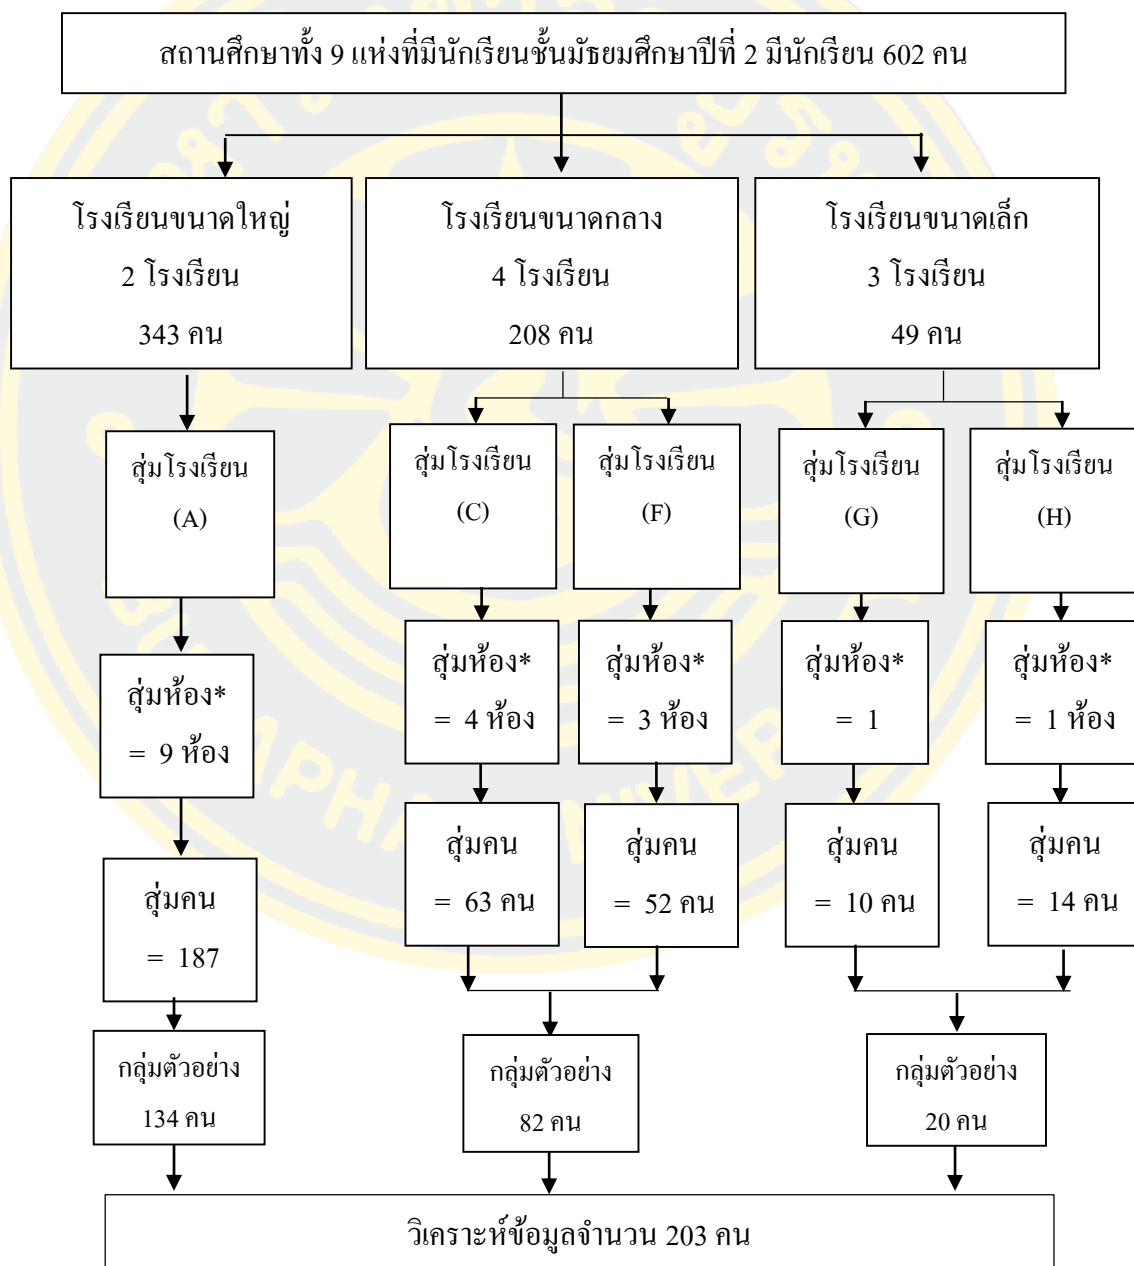 สถานศึกษาทั้ง 9 แห่งที่มีนักเรียนชั้นมัธยมศึกษาปีที่ 2 มีนักเรียน 602 คน
โรงเรียนขนาดใหญ่
2 โรงเรียน
343 คน
โรงเรียนขนาดกลาง
4 โรงเรียน
208 คน
โรงเรียนขนาดเล็ก
3 โรงเรียน
49 คน
สุ่มโรงเรียน
(A)
สุ่มโรงเรียน
(C)
สุ่มโรงเรียน
(F)
สุ่มโรงเรียน
(G)
สุ่มโรงเรียน
(H)
สุ่มห้อง*
= 9 ห้อง
สุ่มห้อง*
= 4 ห้อง
สุ่มห้อง*
= 3 ห้อง
สุ่มห้อง*
= 1
สุ่มห้อง*
= 1 ห้อง
สุ่มคน
= 187
สุ่มคน
= 63 คน
สุ่มคน
= 52 คน
สุ่มคน
= 10 คน
สุ่มคน
= 14 คน
กลุ่มตัวอย่าง
134 คน
กลุ่มตัวอย่าง
82 คน
กลุ่มตัวอย่าง
20 คน
วิเคราะห์ข้อมูลจำนวน 203 คน